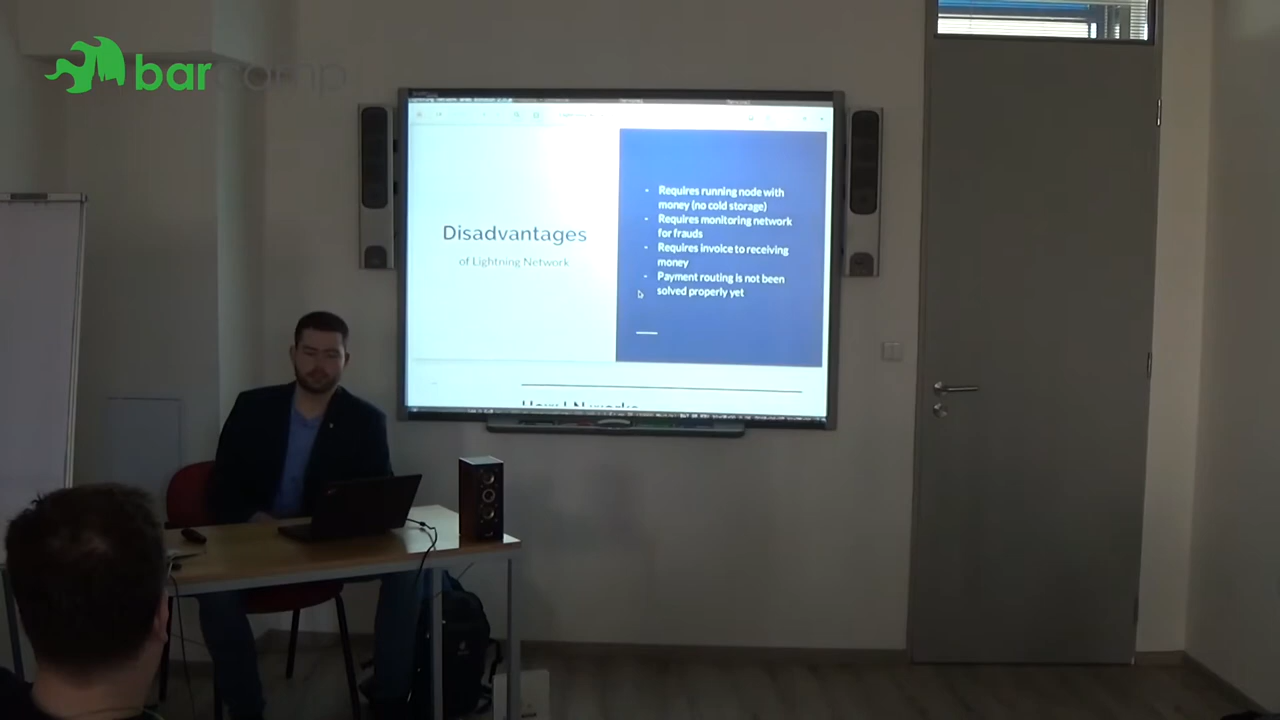 barcamp
Disadvantages
of Lightning Network
- Requires running node with
money (no cold storage)
- Requires monitoring network
for frauds
- Requires invoice to receiving
money
- Payment routing is not been
solved properly yet